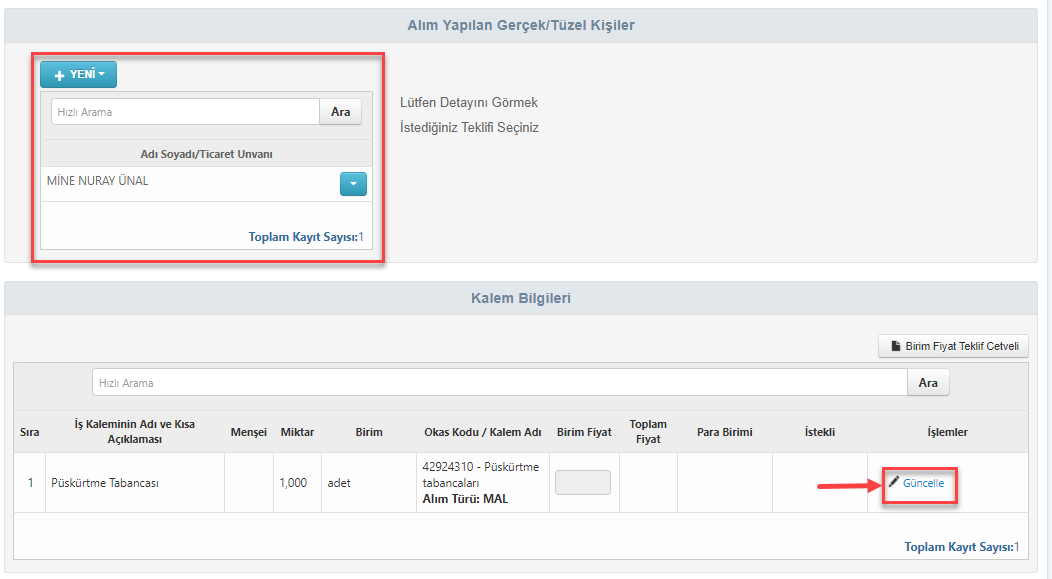 Alım Yapılan Gerçek/Tüzel Kişiler
YENİ
Hızlı Arama
Ara
Adı Soyadı/Ticaret Unvanı
MİNE NURAY ÜNAL
Toplam Kayıt Sayısı:1
Lütfen Detayını Görmek
İstediğiniz Teklifi Seçiniz
Kalem Bilgileri
Birim Fiyat Teklif Cetveli
Hızlı Arama
Ara
Sıra
İş Kaleminin Adı ve Kısa
Açıklaması
Menşei
Miktar
Birim
Okas Kodu / Kalem Adı
Birim Fiyat
Toplam
Fiyat
Para Birimi
İstekli
İşlemler
1
Püskürtme Tabancası
1,000
adet
42924310 - Püskürtme
tabancaları
Alım Türü: MAL
Güncelle
Toplam Kayıt Sayısı:1